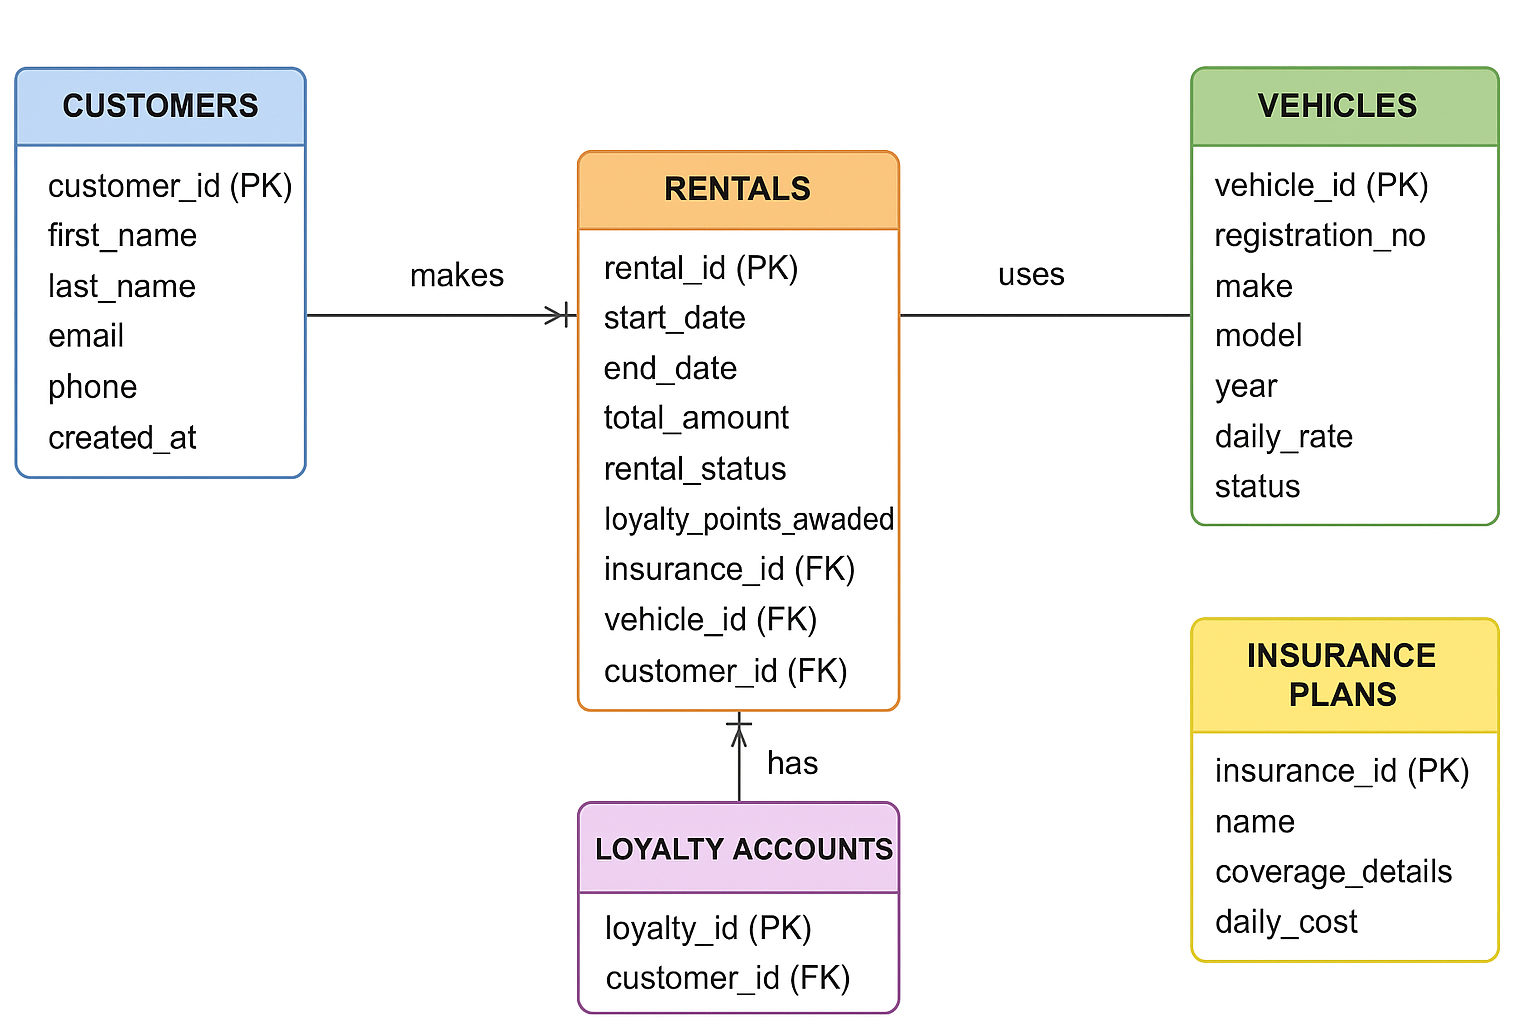 CUSTOMERS
customer_id (PK)
first_name
last_name
email
phone
created_at
makes
RENTALS
rental_id (PK)
start_date
end_date
total_amount
rental_status
loyalty_points_awaded
insurance_id (FK)
vehicle_id (FK)
customer_id (FK)
uses
VEHICLES
vehicle_id (PK)
registration_no
make
model
year
daily_rate
status
has
LOYALTY ACCOUNTS
loyalty_id (PK)
customer_id (FK)
INSURANCE
PLANS
insurance_id (PK)
name
coverage_details
daily_cost